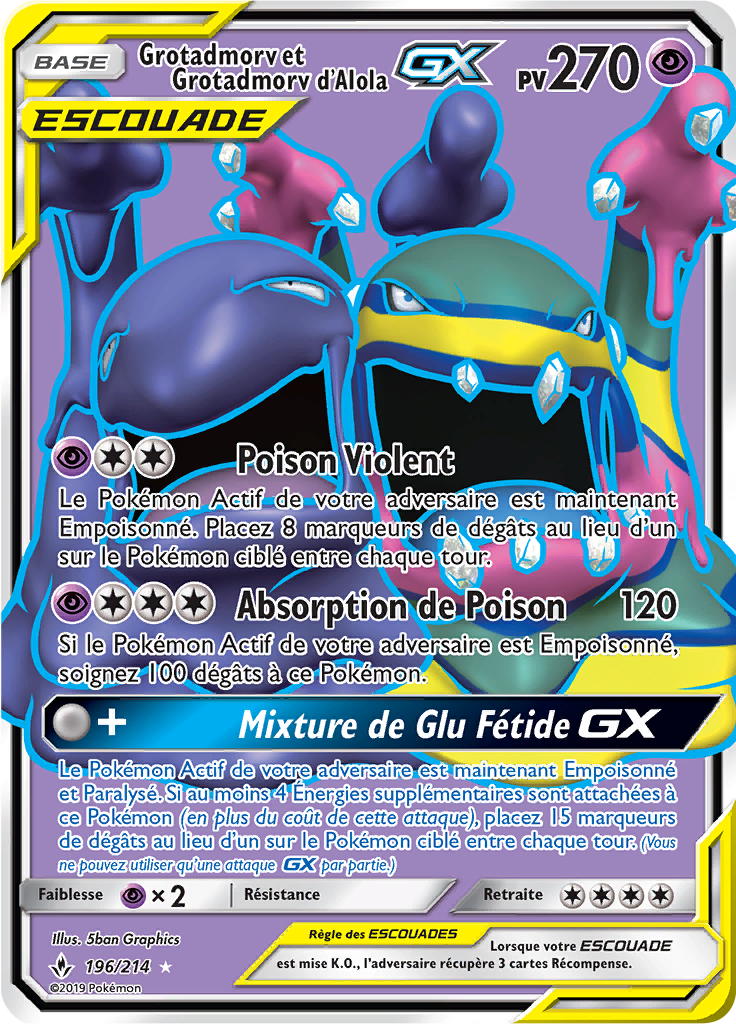 BASE
Grotadmorv et
Grotadmorv d'Alola GX
PV 270
ESCOUADE
Poison Violent
Le Pokémon Actif de votre adversaire est maintenant
Empoisonné. Placez 8 marqueurs de dégâts au lieu d'un
sur le Pokémon ciblé entre chaque tour.
Absorption de Poison 120
Si le Pokémon Actif de votre adversaire est Empoisonné,
soignez 100 dégâts à ce Pokémon.
+ Mixture de Glu Fétide GX
Le Pokémon Actif de votre adversaire est maintenant Empoisonné
et Paralysé. Si au moins 4 Énergies supplémentaires sont attachées à
ce Pokémon (en plus du coût de cette attaque), placez 15 marqueurs
de dégâts au lieu d'un sur le Pokémon ciblé entre chaque tour. (Vous
ne pouvez utiliser qu'une attaque GX par partie.)
Faiblesse × 2 Résistance Retraite
Illus. 5ban Graphics
196/214
©2019 Pokémon
Règle des ESCOUADES
Lorsque votre ESCOUADE
est mise K.O., l'adversaire récupère 3 cartes Récompense.